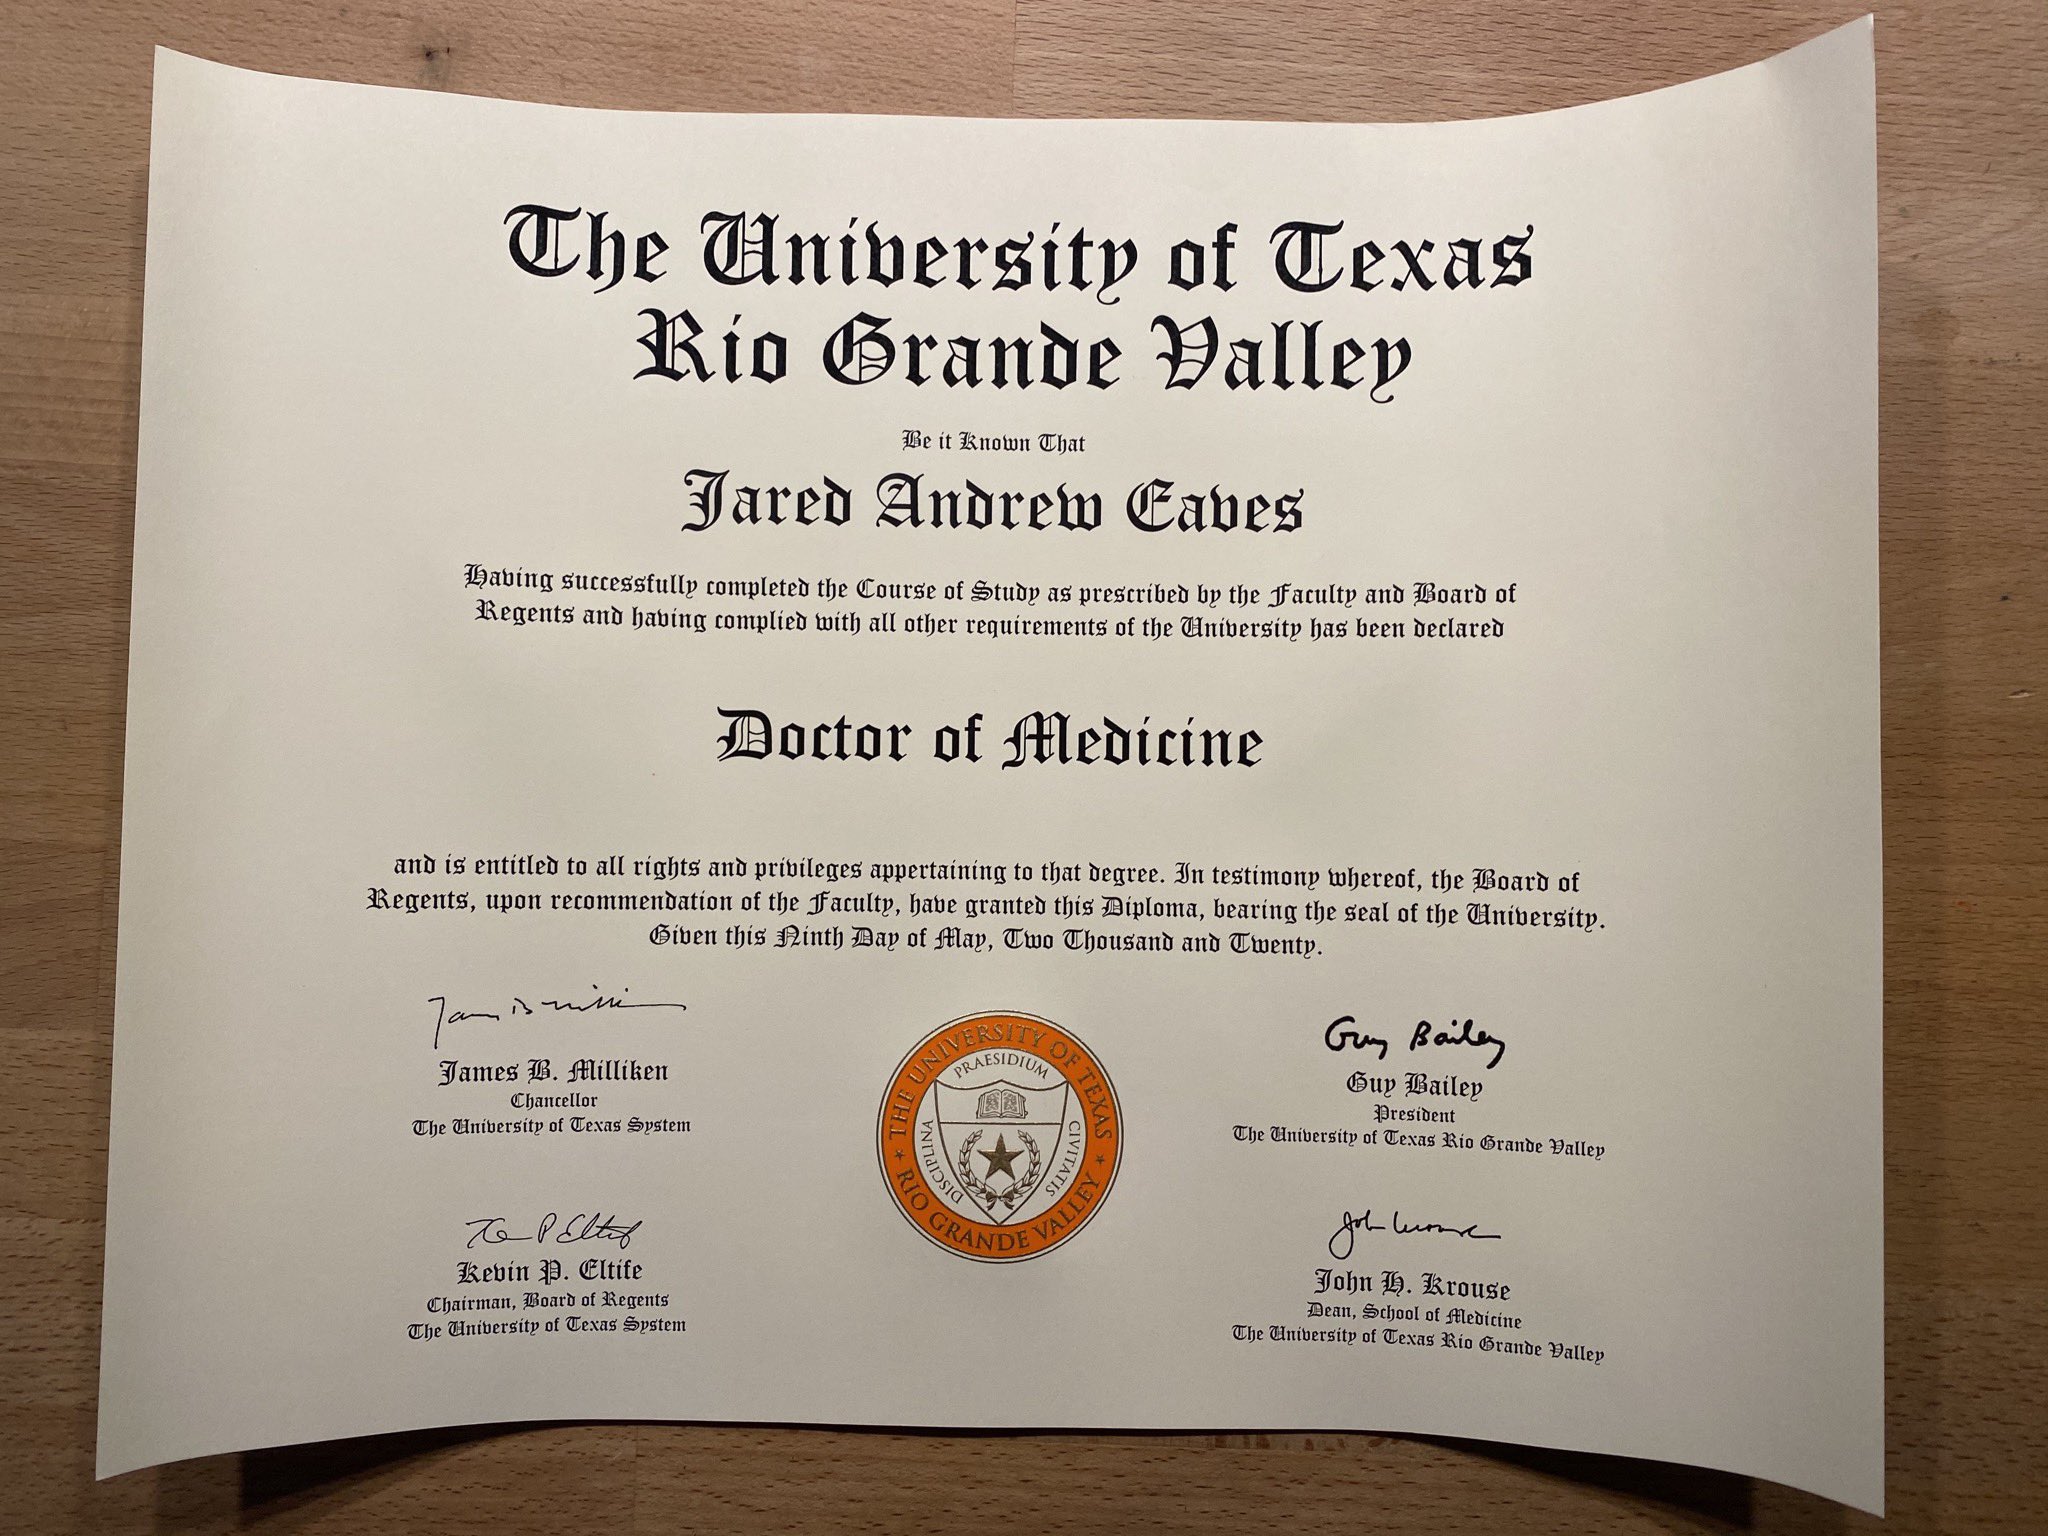 The University of Texas
Rio Grande Valley
Be it Known That
Jared Andrew Eaves
Having successfully completed the Course of Study as prescribed by the Faculty and Board of
Regents and having complied with all other requirements of the University has been declared
Doctor of Medicine
and is entitled to all rights and privileges appertaining to that degree. In testimony whereof, the Board of
Regents, upon recommendation of the Faculty, have granted this Diploma, bearing the seal of the University.
Given this Ninth Day of May, Two Thousand and Twenty.
James B Milliken
James B. Milliken
Chancellor
The University of Texas System
Kevin P Eltife
Kevin P. Eltife
Chairman, Board of Regents
The University of Texas System
THE UNIVERSITY OF TEXAS
RIO GRANDE VALLEY
PRAESIDIUM
DISCIPLINA
CIVITATIS
Guy Bailey
Guy Bailey
President
The University of Texas Rio Grande Valley
John Krouse
John H. Krouse
Dean, School of Medicine
The University of Texas Rio Grande Valley